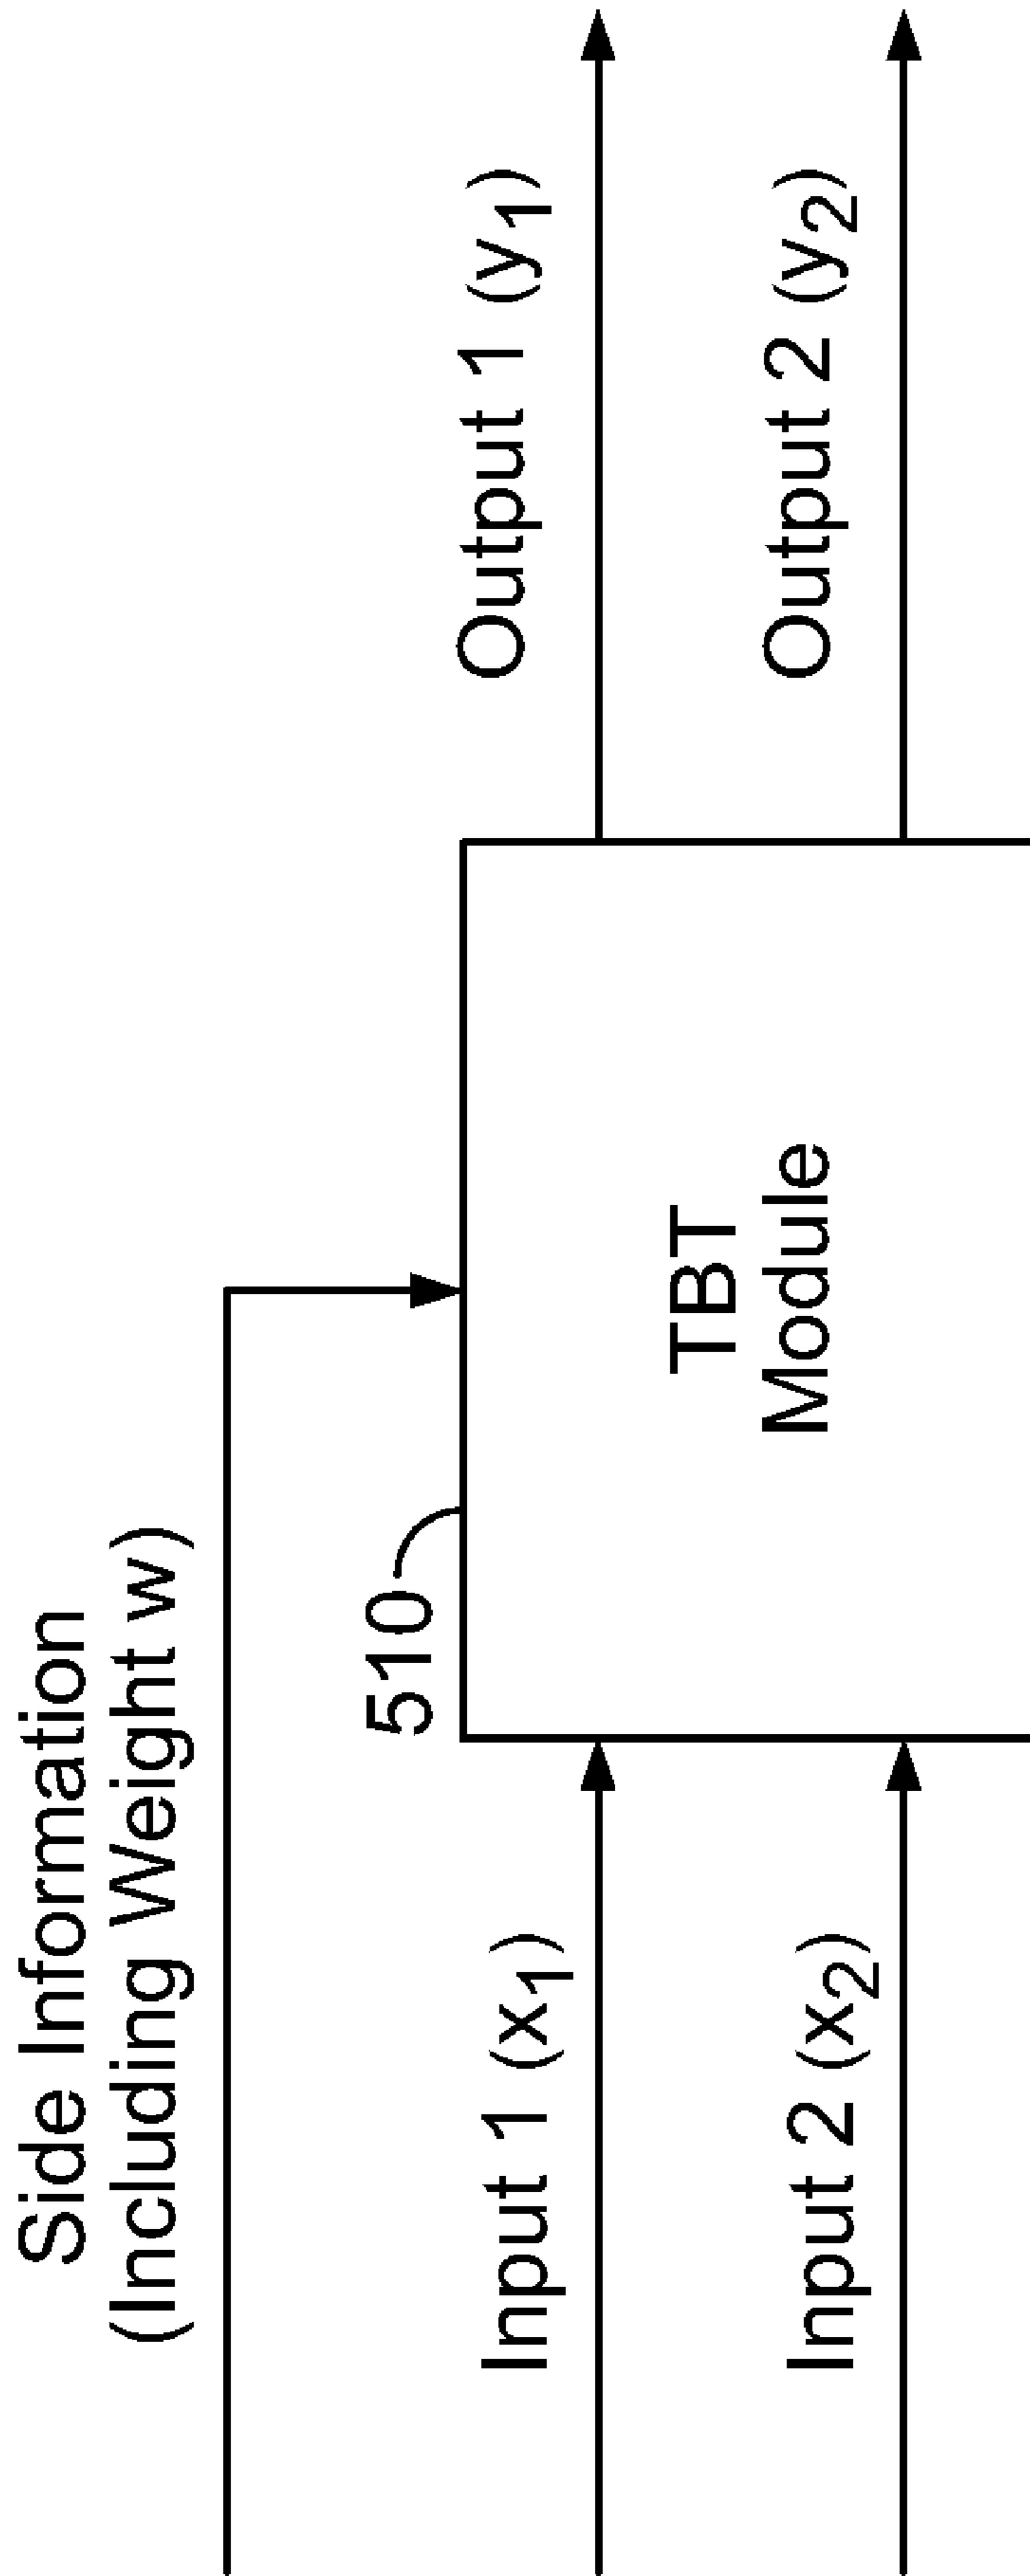 Side Information
(Including Weight w)
510
Input 1 (x₁)
Input 2 (x₂)
TBT
Module
Output 1 (y₁)
Output 2 (y₂)